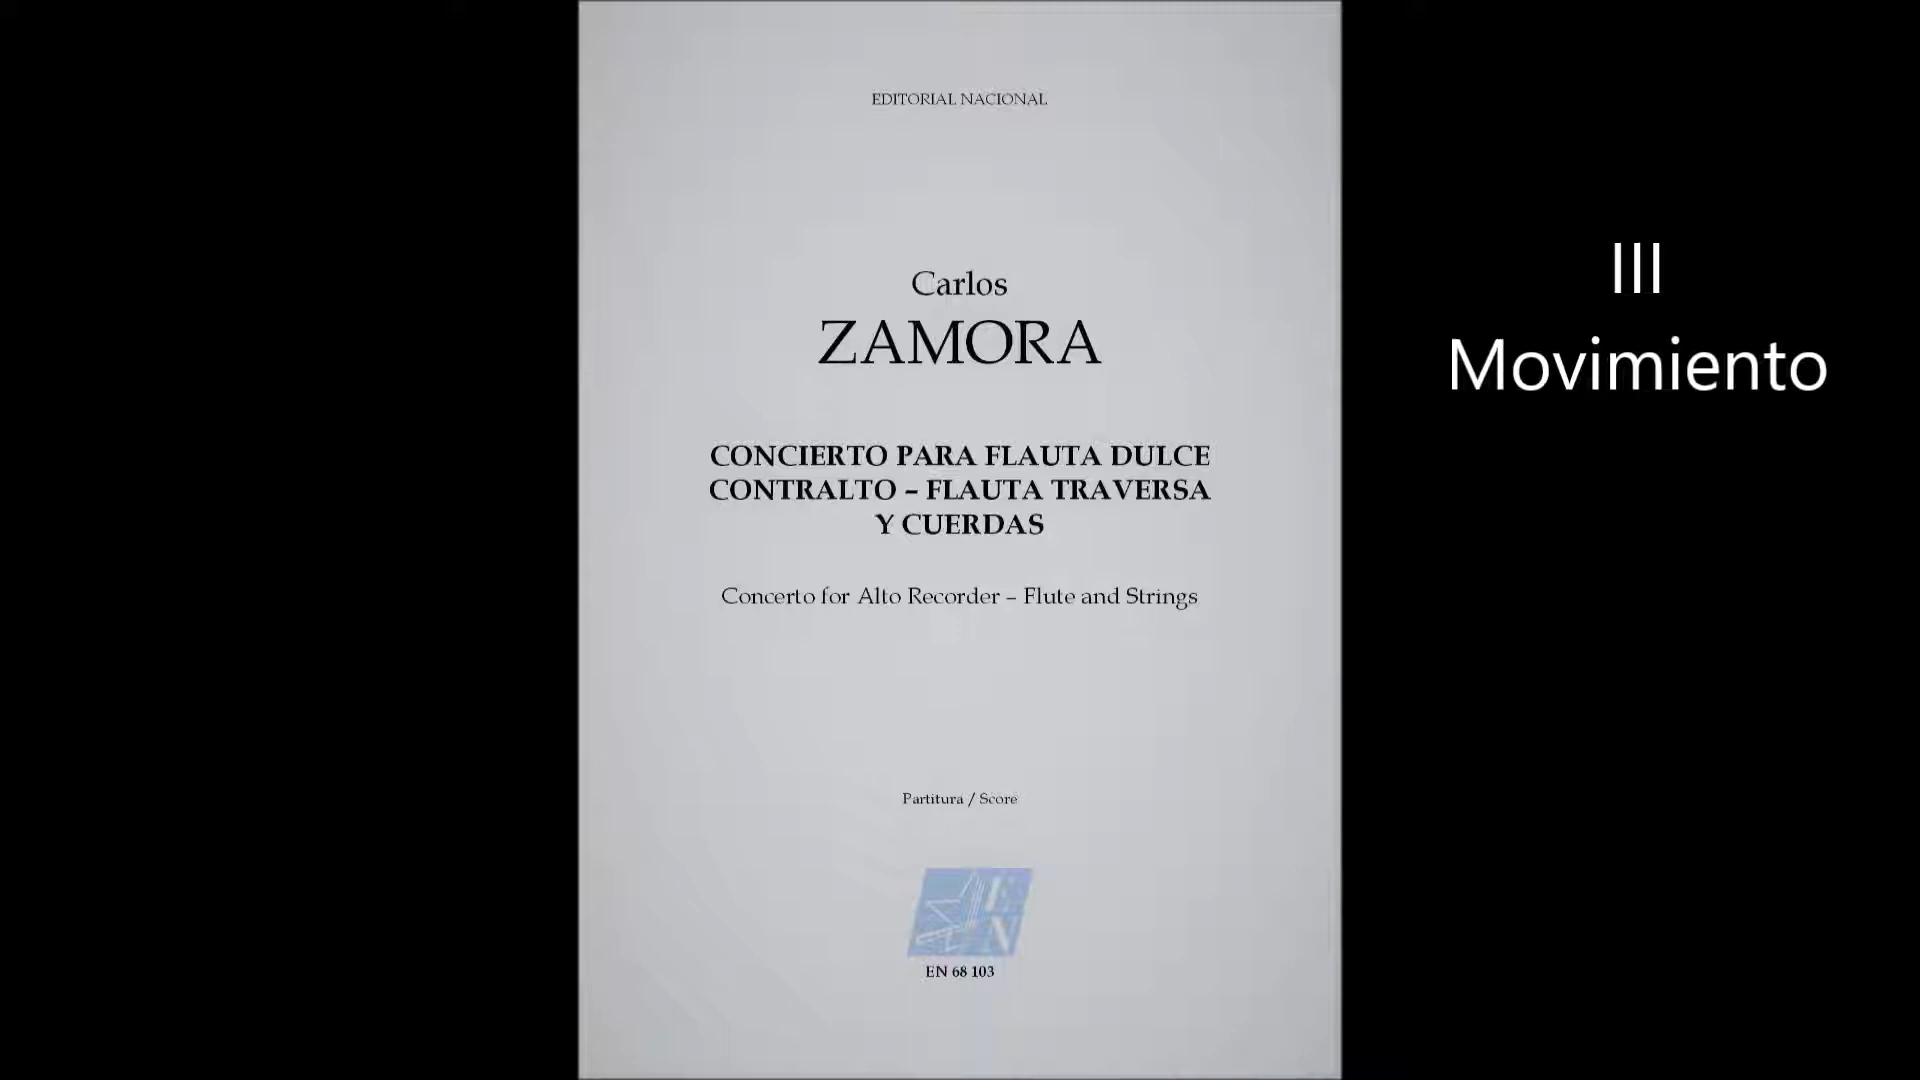 EDITORIAL NACIONAL
Carlos
ZAMORA
CONCIERTO PARA FLAUTA DULCE
CONTRALTO – FLAUTA TRAVERSA
Y CUERDAS
Concerto for Alto Recorder – Flute and Strings
Partitura / Score
EN
EN 68 103
III
Movimiento